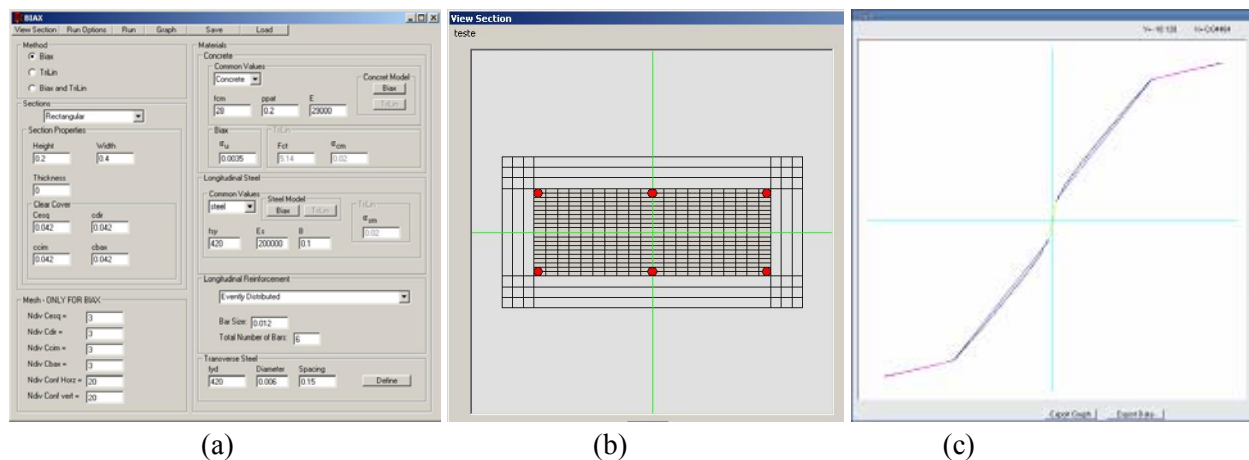 BIAX
View Section Run Options Run Graph Save Load
Method
Biax
TriLin
Biax and TriLin
Sections
Rectangular
Section Properties
Height Width
0.2 0.4
Thickness
0
Clear Cover
Cesq cdir
0.042 0.042
ccim cbax
0.042 0.042
Mesh - ONLY FOR BIAX
Ndiv Cesq = 3
Ndiv Cdir = 3
Ndiv Ccim = 3
Ndiv Cbax = 3
Ndiv Conf Horz = 20
Ndiv Conf vert = 20
Materials
Concrete
Common Values
Concrete
Concret Model
Biax
TriLin
fcm ppat E
28 0.2 29000
Biax
0.0035
TriLin
Fct
5.14 0.02
Longitudinal Steel
Common Values
steel
Steel Model
Biax TriLin
TriLin
0.02
fsy Es B
420 200000 0.1
Longitudinal Reinforcement
Evently Distributed
Bar Size: 0.012
Total Number of Bars: 6
Transverse Steel
fyd Diameter Spacing
420 0.006 0.15 Define
View Section
teste
Export Graph Export Data
(a) (b) (c)